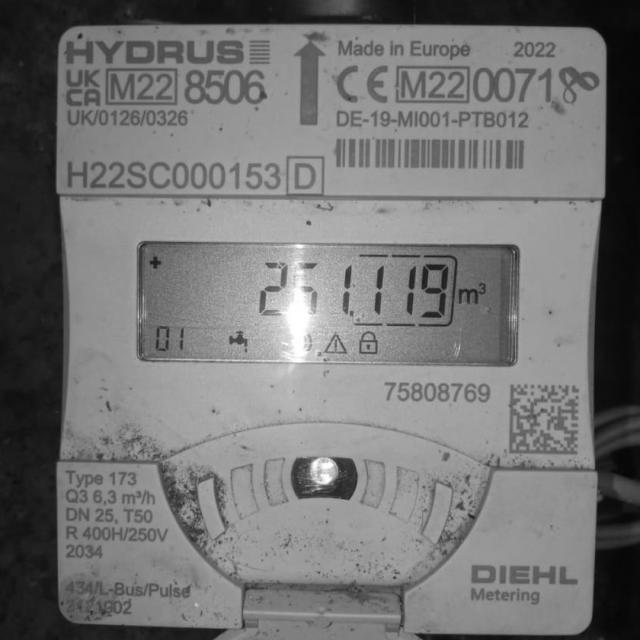 HYDRUS
UK CA M22 8506
UK/0126/0326
H22SC000153 D
Made in Europe 2022
CE M22 0071
DE-19-MI001-PTB012
m³
01
75808769
Type 173
Q3 6,3 m³/h
DN 25, T50
R 400H/250V
2034
434/L-Bus/Pulse
DIEHL
Metering